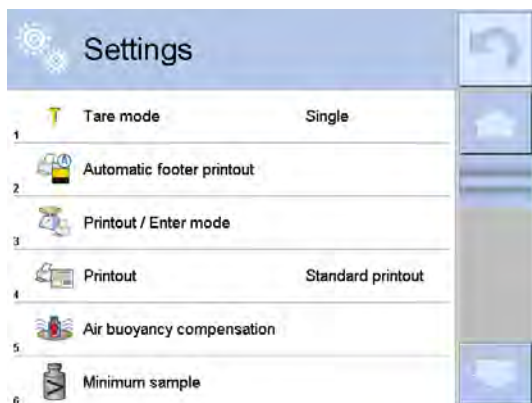 Settings
Tare mode Single
1
Automatic footer printout
2
Printout / Enter mode
3
Printout Standard printout
4
Air buoyancy compensation
5
Minimum sample
6